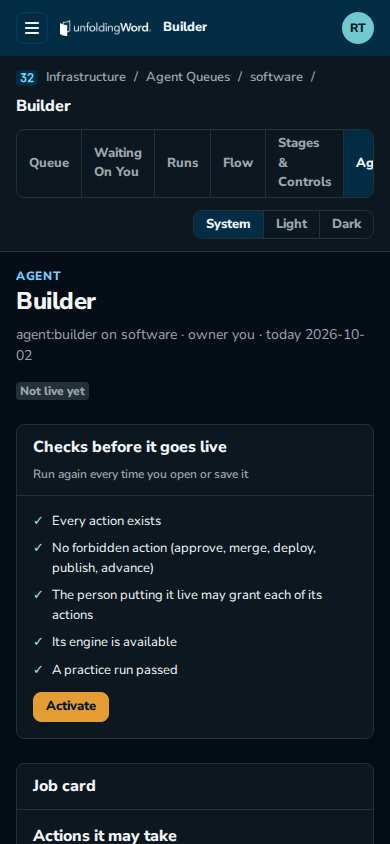 unfoldingWord. Builder RT
32 Infrastructure / Agent Queues / software /
Builder
Queue
Waiting
On You
Runs
Flow
Stages
&
Controls
Ag
System Light Dark
AGENT
Builder
agent:builder on software · owner you · today 2026-10-
02
Not live yet
Checks before it goes live
Run again every time you open or save it
✓ Every action exists
✓ No forbidden action (approve, merge, deploy,
publish, advance)
✓ The person putting it live may grant each of its
actions
✓ Its engine is available
✓ A practice run passed
Activate
Job card
Actions it may take